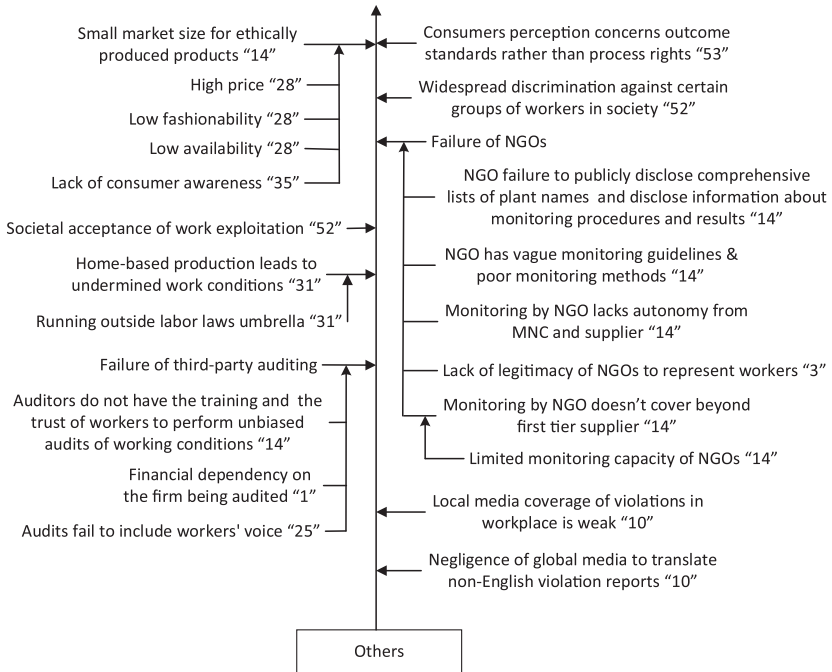 Small market size for ethically
produced products “14”
High price “28”
Low fashionability “28”
Low availability “28”
Lack of consumer awareness “35”
Societal acceptance of work exploitation “52”
Home-based production leads to
undermined work conditions “31”
Running outside labor laws umbrella “31”
Failure of third-party auditing
Auditors do not have the training and the
trust of workers to perform unbiased
audits of working conditions “14”
Financial dependency on
the firm being audited “1”
Audits fail to include workers' voice “25”
Consumers perception concerns outcome
standards rather than process rights “53”
Widespread discrimination against certain
groups of workers in society “52”
Failure of NGOs
NGO failure to publicly disclose comprehensive
lists of plant names and disclose information about
monitoring procedures and results “14”
NGO has vague monitoring guidelines &
poor monitoring methods “14”
Monitoring by NGO lacks autonomy from
MNC and supplier “14”
Lack of legitimacy of NGOs to represent workers “3”
Monitoring by NGO doesn’t cover beyond
first tier supplier “14”
Limited monitoring capacity of NGOs “14”
Local media coverage of violations in
workplace is weak “10”
Negligence of global media to translate
non-English violation reports “10”
Others